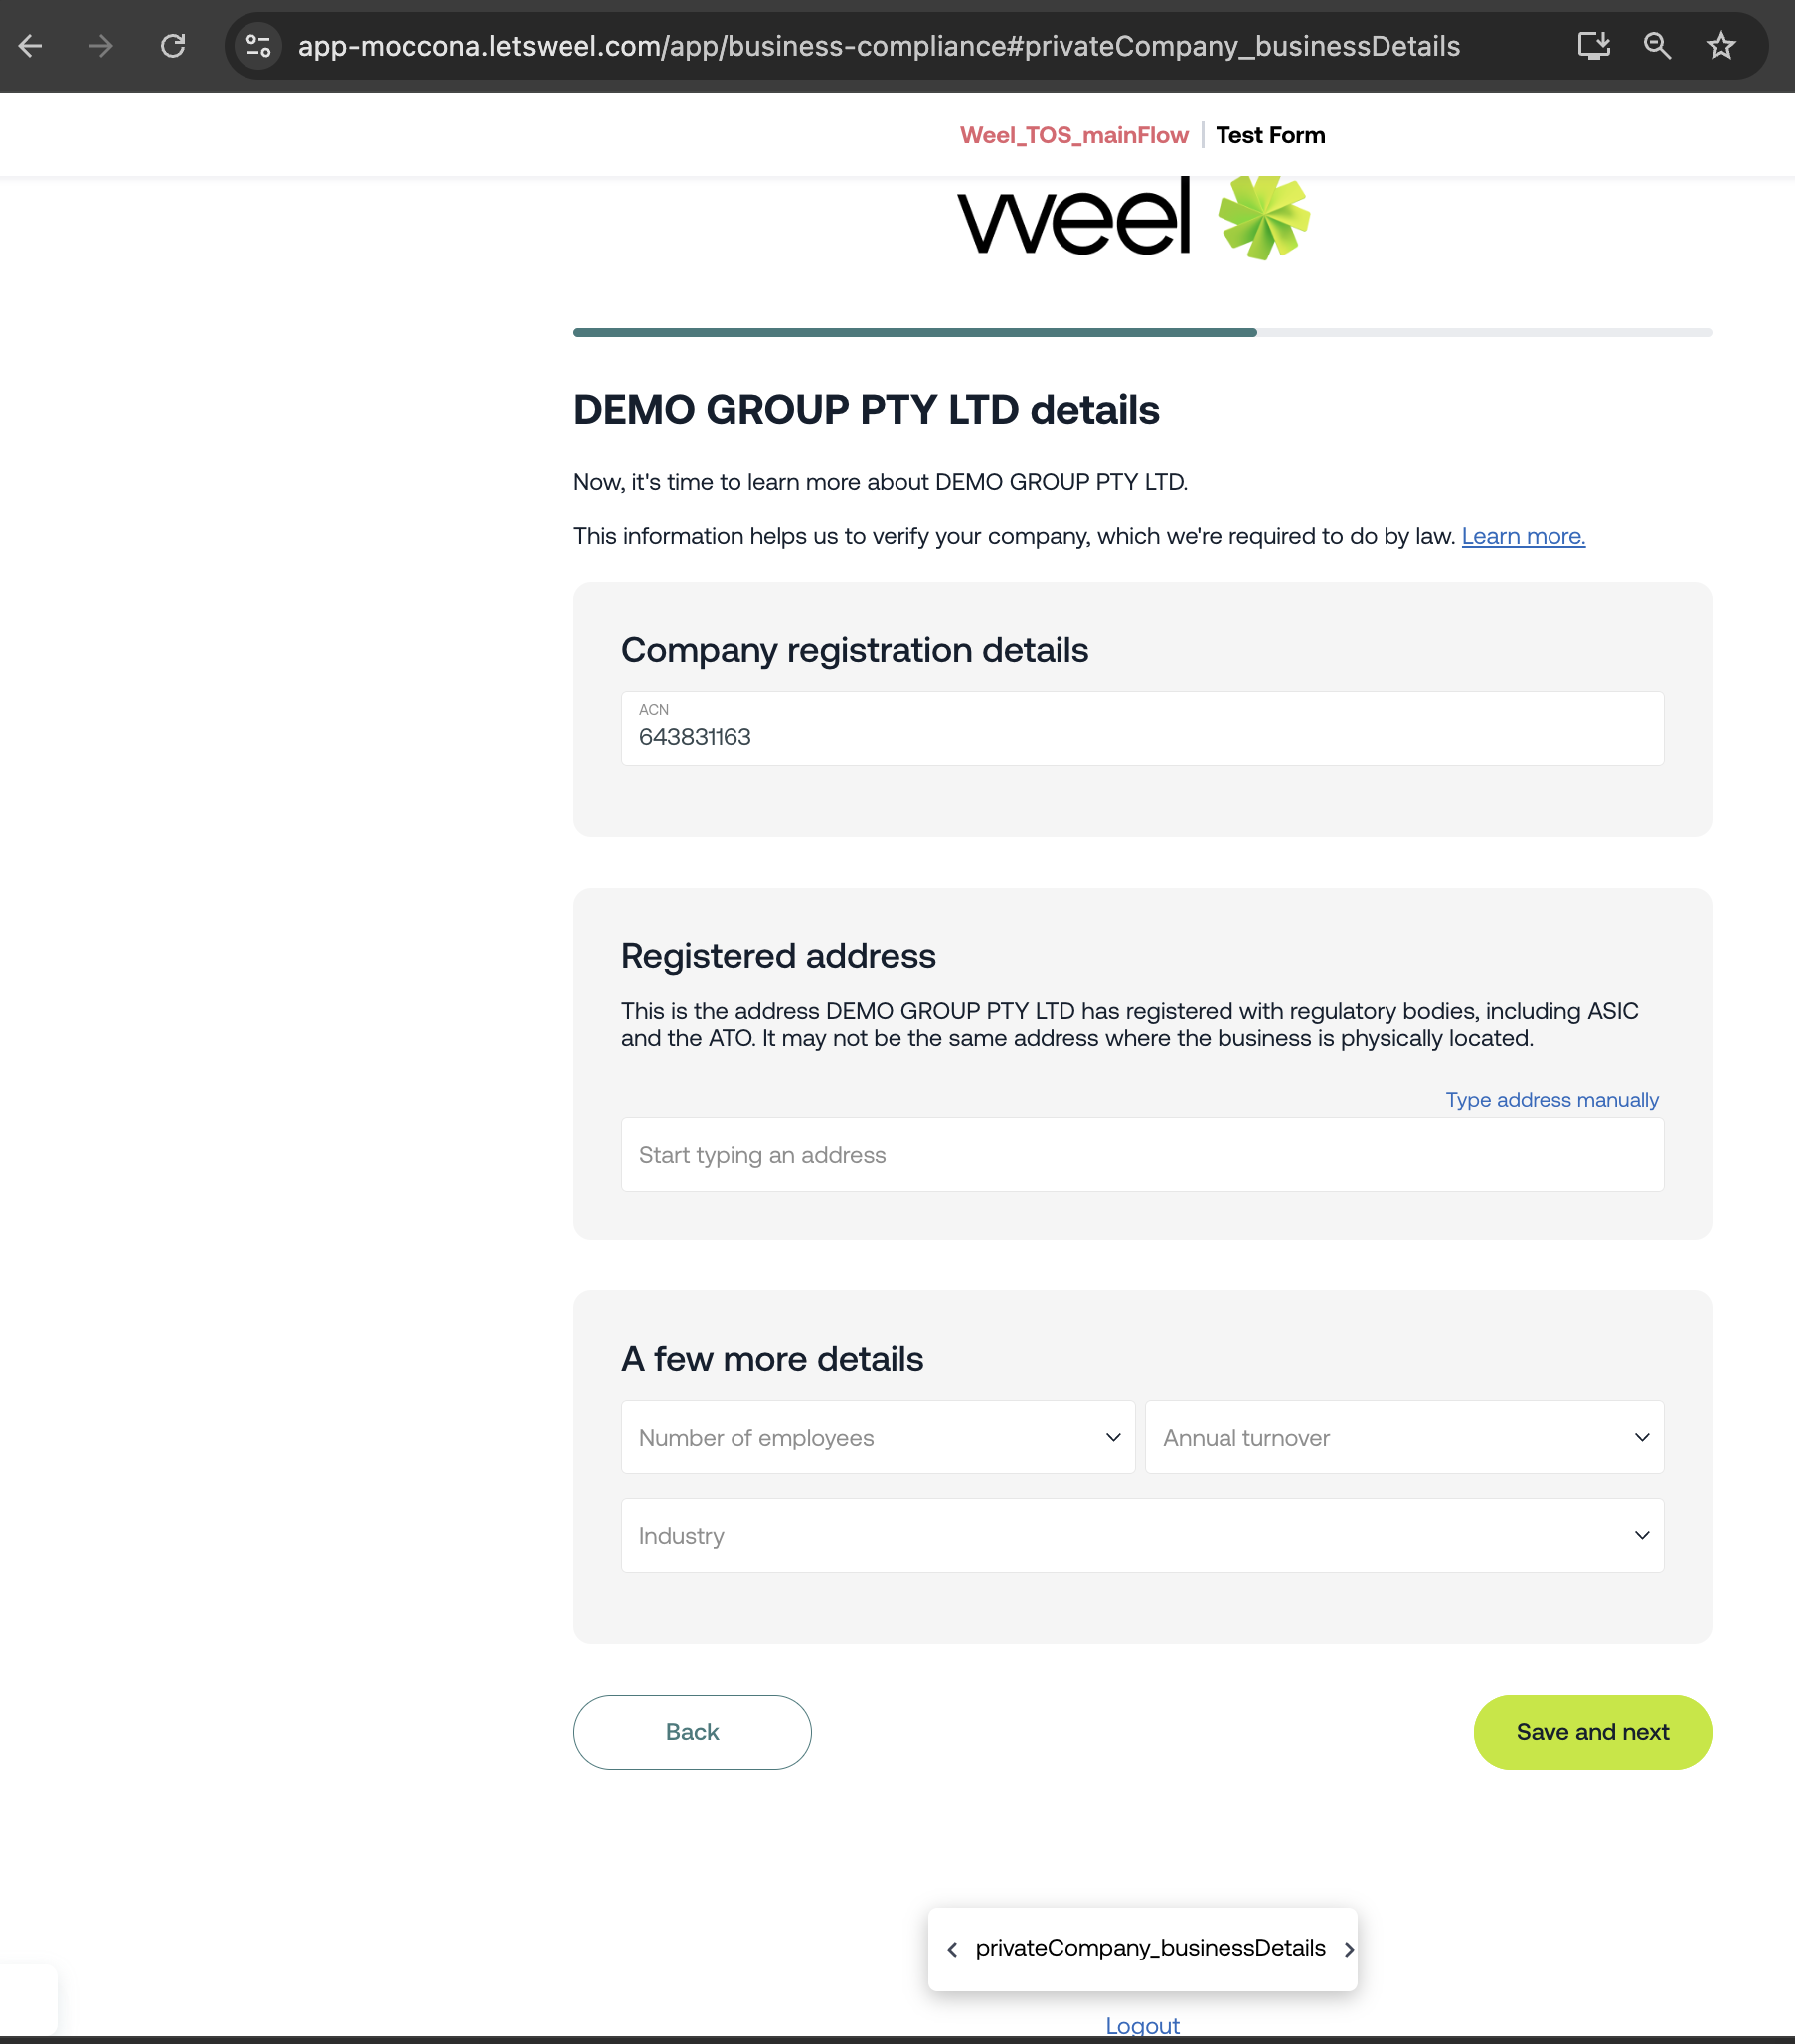 app-moccona.letsweel.com/app/business-compliance#privateCompany_businessDetails
Weel_TOS_mainFlow | Test Form
weel
DEMO GROUP PTY LTD details
Now, it's time to learn more about DEMO GROUP PTY LTD.
This information helps us to verify your company, which we're required to do by law. Learn more.
Company registration details
ACN
643831163
Registered address
This is the address DEMO GROUP PTY LTD has registered with regulatory bodies, including ASIC
and the ATO. It may not be the same address where the business is physically located.
Type address manually
Start typing an address
A few more details
Number of employees
Annual turnover
Industry
Back
Save and next
privateCompany_businessDetails
Logout